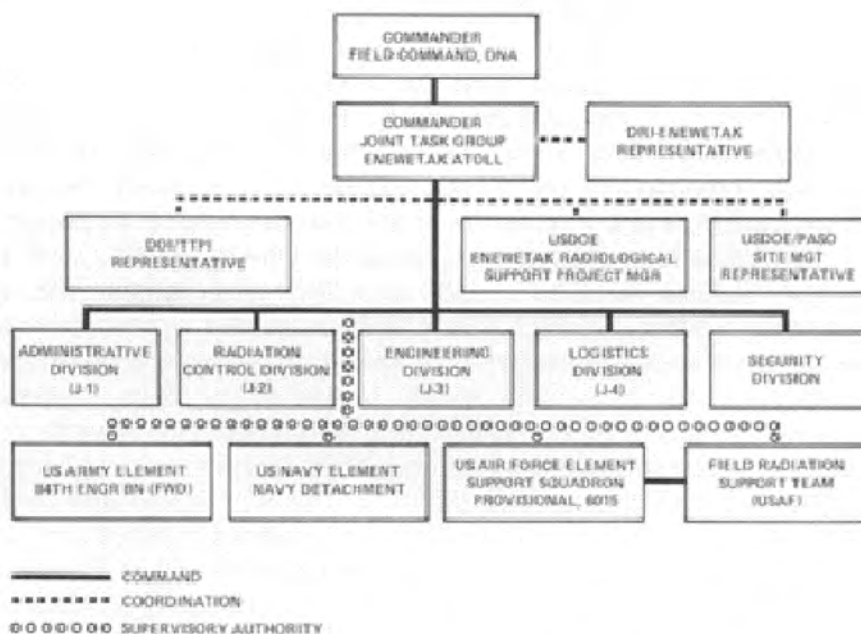 COMMANDER
FIELD COMMAND, DNA
COMMANDER
JOINT TASK GROUP
ENEWETAK ATOLL
DRI-ENEWETAK
REPRESENTATIVE
DOI/TTPI
REPRESENTATIVE
USDOE
ENEWETAK RADIOLOGICAL
SUPPORT PROJECT MGR
USDOE/PASO
SITE MGT
REPRESENTATIVE
ADMINISTRATIVE
DIVISION
(J-1)
RADIATION
CONTROL DIVISION
(J-2)
ENGINEERING
DIVISION
(J-3)
LOGISTICS
DIVISION
(J-4)
SECURITY
DIVISION
US ARMY ELEMENT
84TH ENGR BN (FWD)
US NAVY ELEMENT
NAVY DETACHMENT
US AIR FORCE ELEMENT
SUPPORT SQUADRON
PROVISIONAL, 6015
FIELD RADIATION
SUPPORT TEAM
(USAF)
COMMAND
COORDINATION
SUPERVISORY AUTHORITY